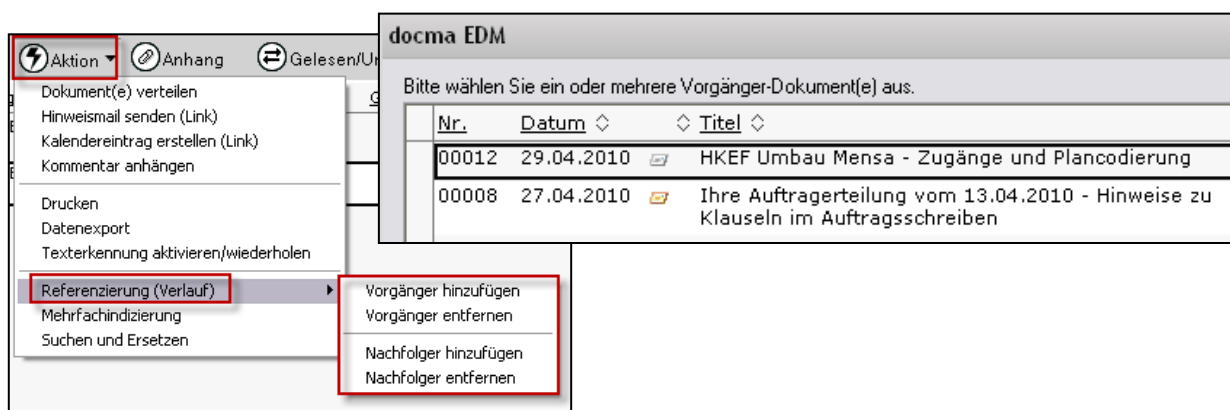 Aktion
Anhang
Gelesen/Un
Dokument(e) verteilen
Hinweismail senden (Link)
Kalendereintrag erstellen (Link)
Kommentar anhängen
Drucken
Datenexport
Texterkennung aktivieren/wiederholen
Referenzierung (Verlauf)
Mehrfachindizierung
Suchen und Ersetzen
Vorgänger hinzufügen
Vorgänger entfernen
Nachfolger hinzufügen
Nachfolger entfernen
docma EDM
Bitte wählen Sie ein oder mehrere Vorgänger-Dokument(e) aus.
Nr. Datum Titel
00012 29.04.2010 HKEF Umbau Mensa - Zugänge und Plancodierung
00008 27.04.2010 Ihre Auftragerteilung vom 13.04.2010 - Hinweise zu
Klauseln im Auftragsschreiben